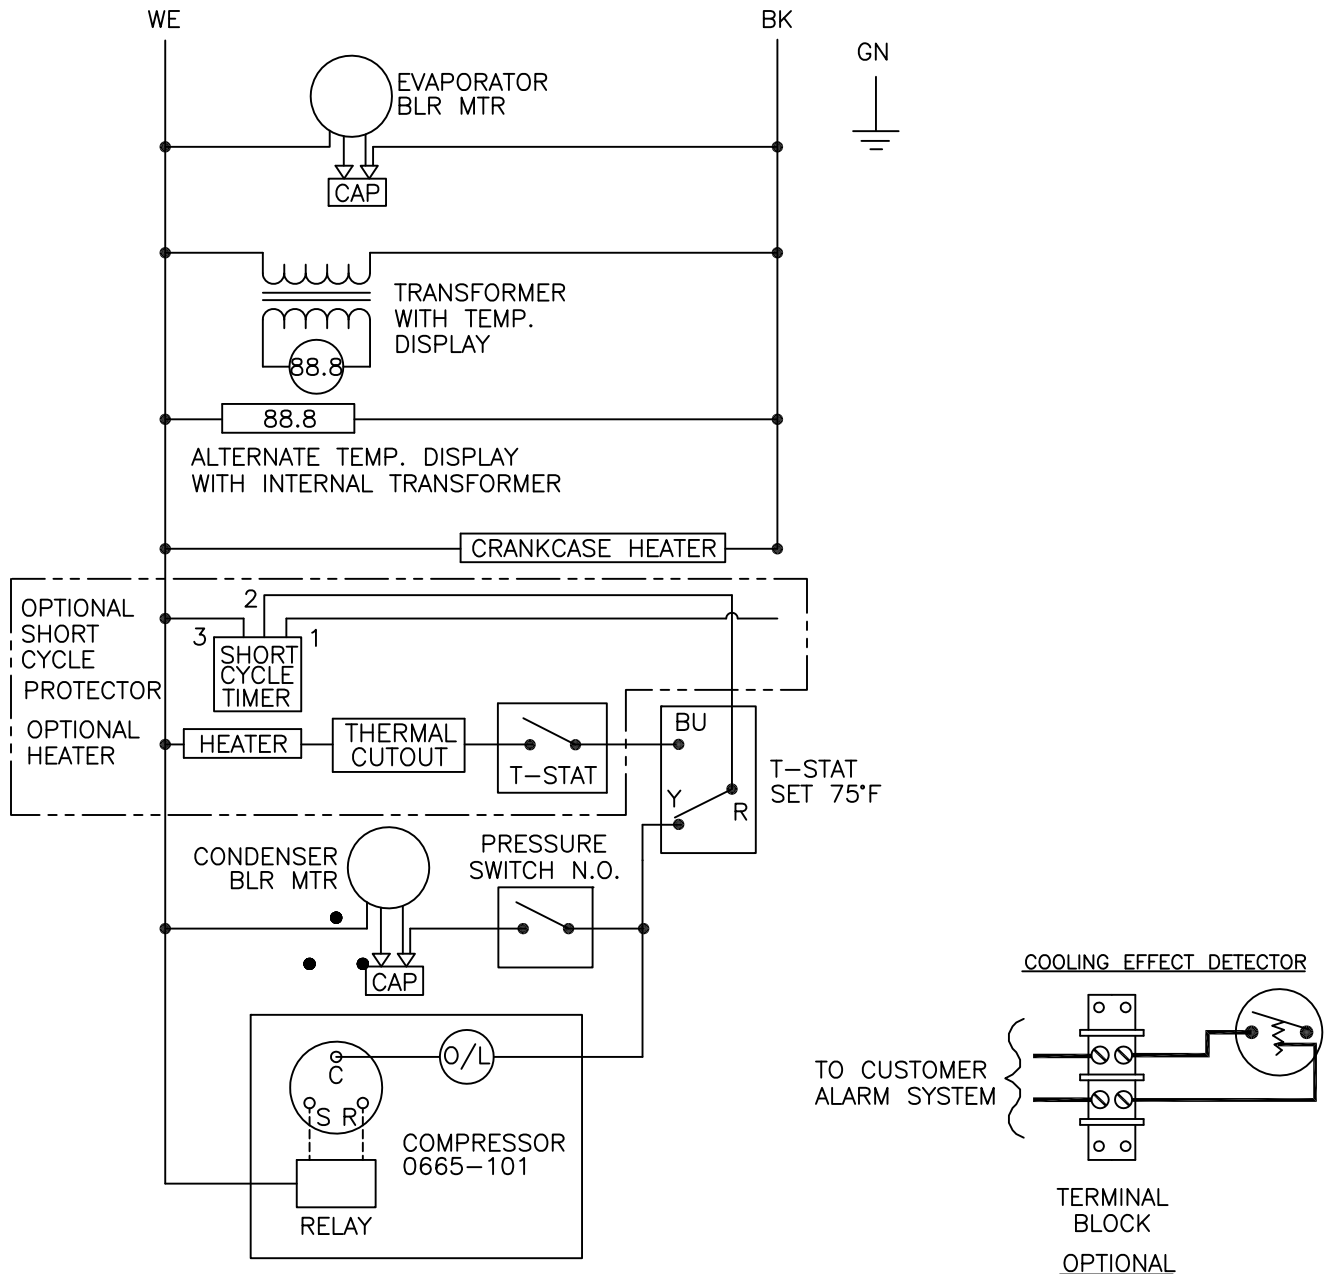 WE
BK
GN
EVAPORATOR
BLR MTR
CAP
TRANSFORMER
WITH TEMP.
DISPLAY
88.8
88.8
ALTERNATE TEMP. DISPLAY
WITH INTERNAL TRANSFORMER
CRANKCASE HEATER
OPTIONAL
SHORT
CYCLE
PROTECTOR
2
3
1
SHORT
CYCLE
TIMER
OPTIONAL
HEATER
HEATER
THERMAL
CUTOUT
T-STAT
BU
Y
R
T-STAT
SET 75°F
CONDENSER
BLR MTR
CAP
PRESSURE
SWITCH N.O.
C
O/L
S R
COMPRESSOR
0665-101
RELAY
COOLING EFFECT DETECTOR
TO CUSTOMER
ALARM SYSTEM
TERMINAL
BLOCK
OPTIONAL